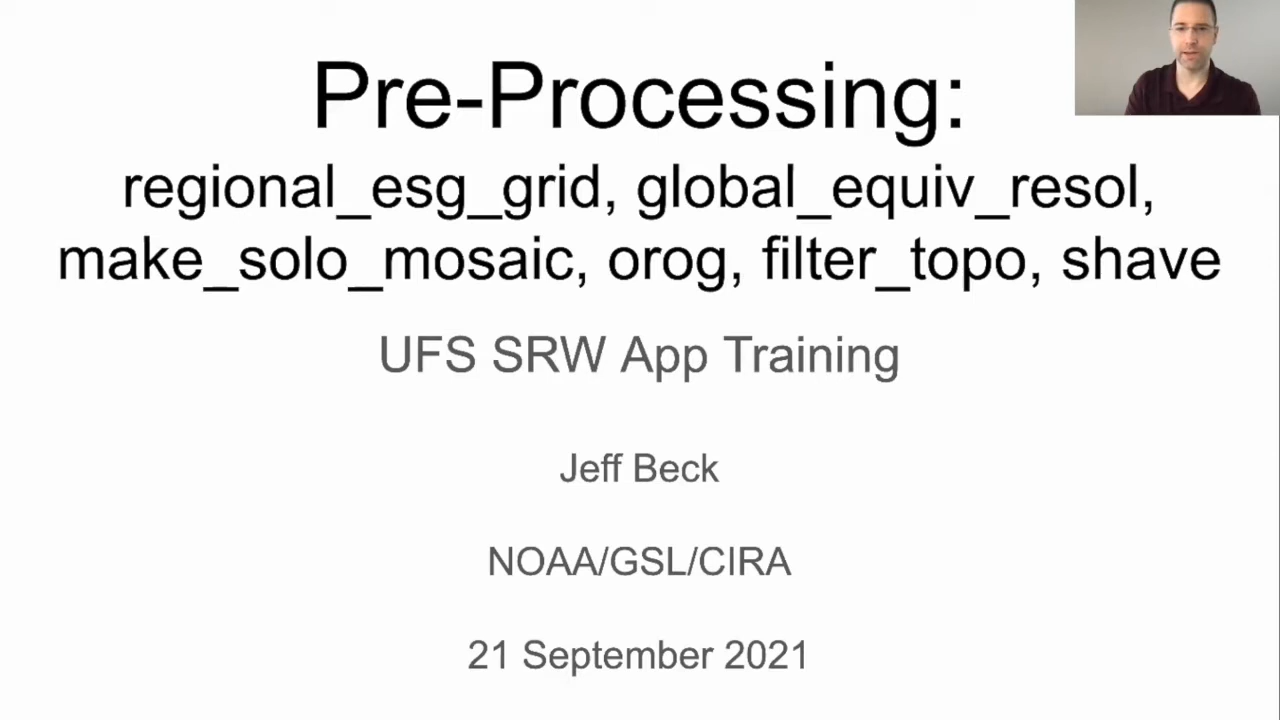 Pre-Processing:
regional_esg_grid, global_equiv_resol,
make_solo_mosaic, orog, filter_topo, shave
UFS SRW App Training
Jeff Beck
NOAA/GSL/CIRA
21 September 2021